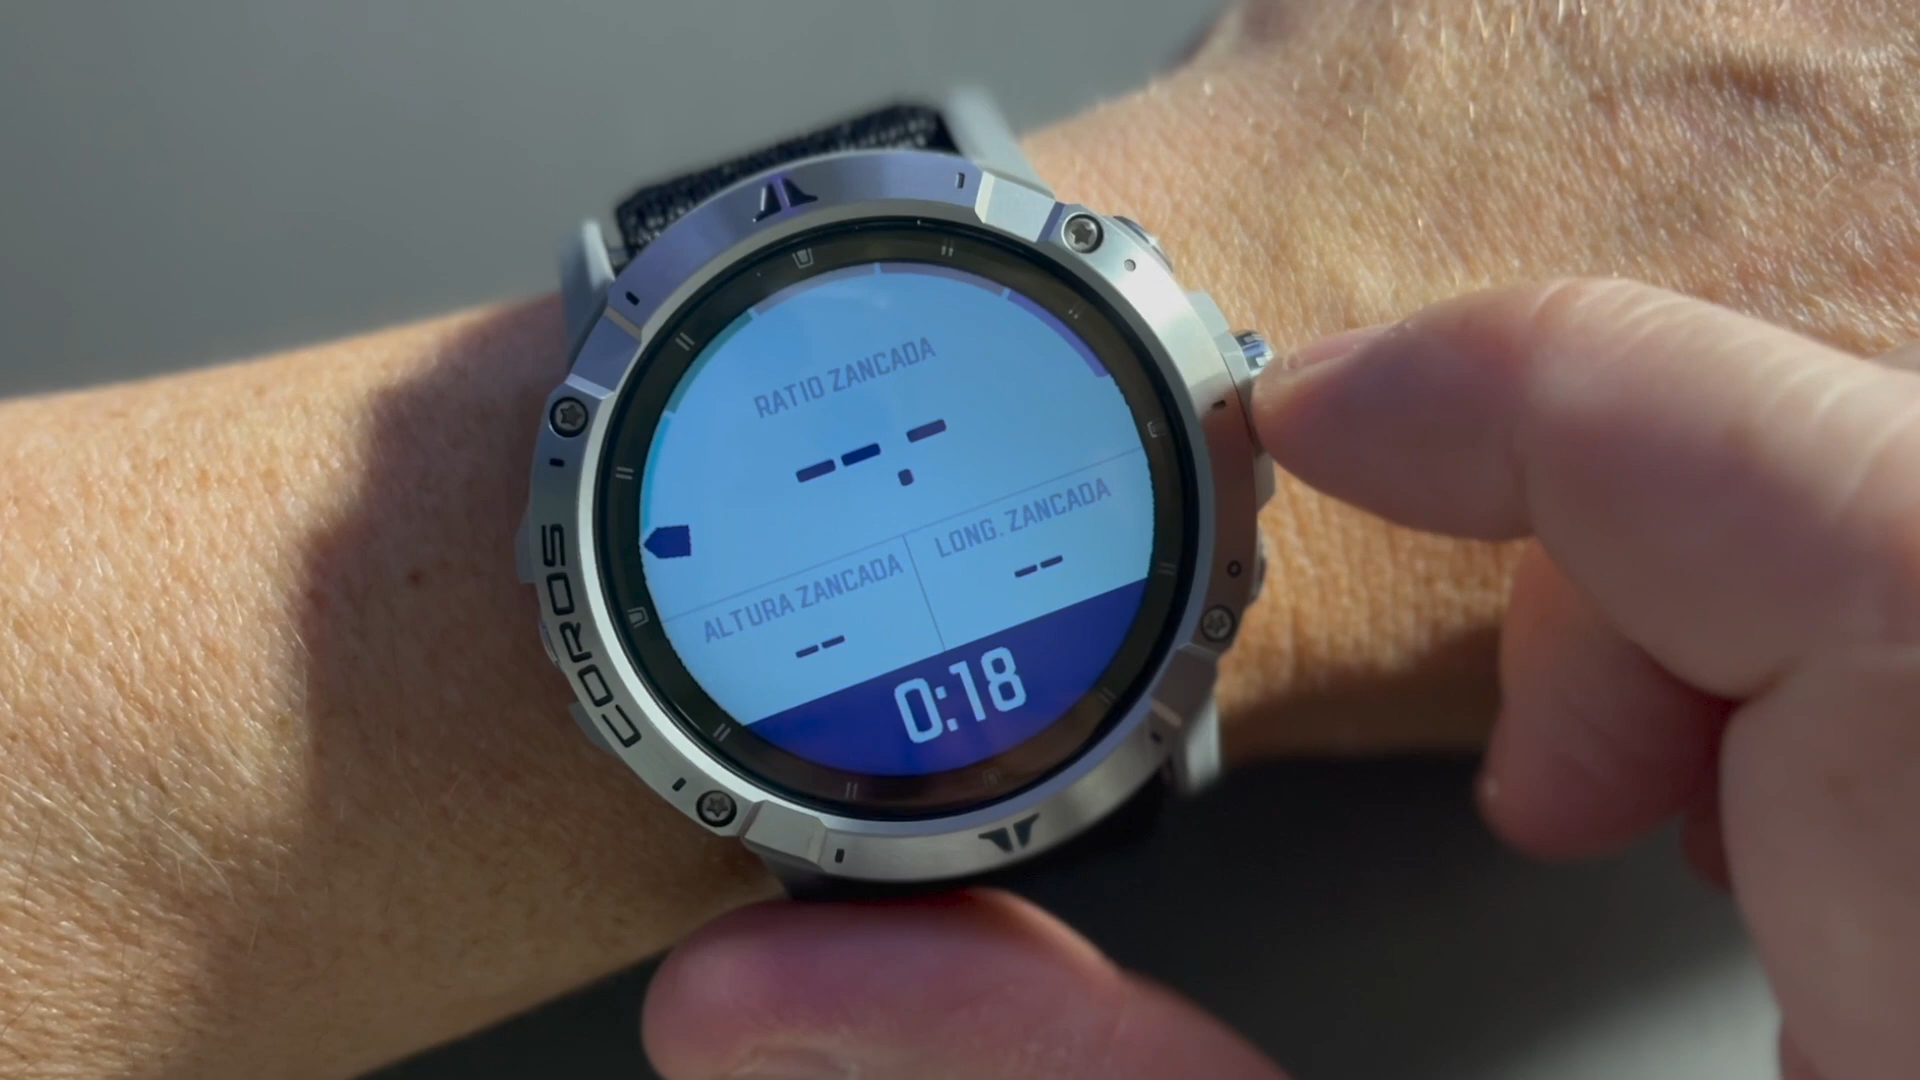 RATIO ZANCADA
--.-
ALTURA ZANCADA
--
LONG. ZANCADA
--
0:18
COROS